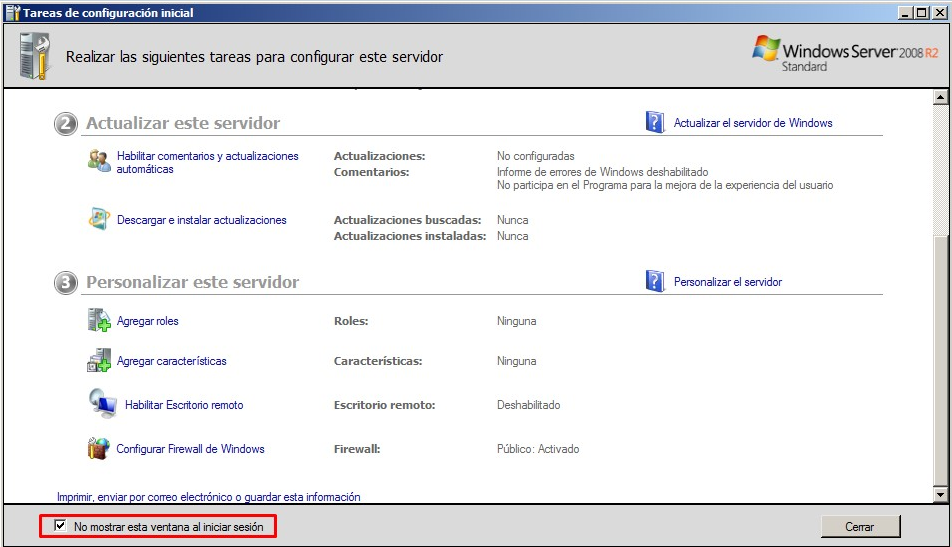 Tareas de configuración inicial
Realizar las siguientes tareas para configurar este servidor
Windows Server 2008 R2
Standard
2 Actualizar este servidor
Actualizar el servidor de Windows
Habilitar comentarios y actualizaciones automáticas
Actualizaciones: No configuradas
Comentarios: Informe de errores de Windows deshabilitado
No participa en el Programa para la mejora de la experiencia del usuario
Descargar e instalar actualizaciones
Actualizaciones buscadas: Nunca
Actualizaciones instaladas: Nunca
3 Personalizar este servidor
Personalizar el servidor
Agregar roles
Roles: Ninguna
Agregar características
Características: Ninguna
Habilitar Escritorio remoto
Escritorio remoto: Deshabilitado
Configurar Firewall de Windows
Firewall: Público: Activado
Imprimir, enviar por correo electrónico o guardar esta información
No mostrar esta ventana al iniciar sesión
Cerrar